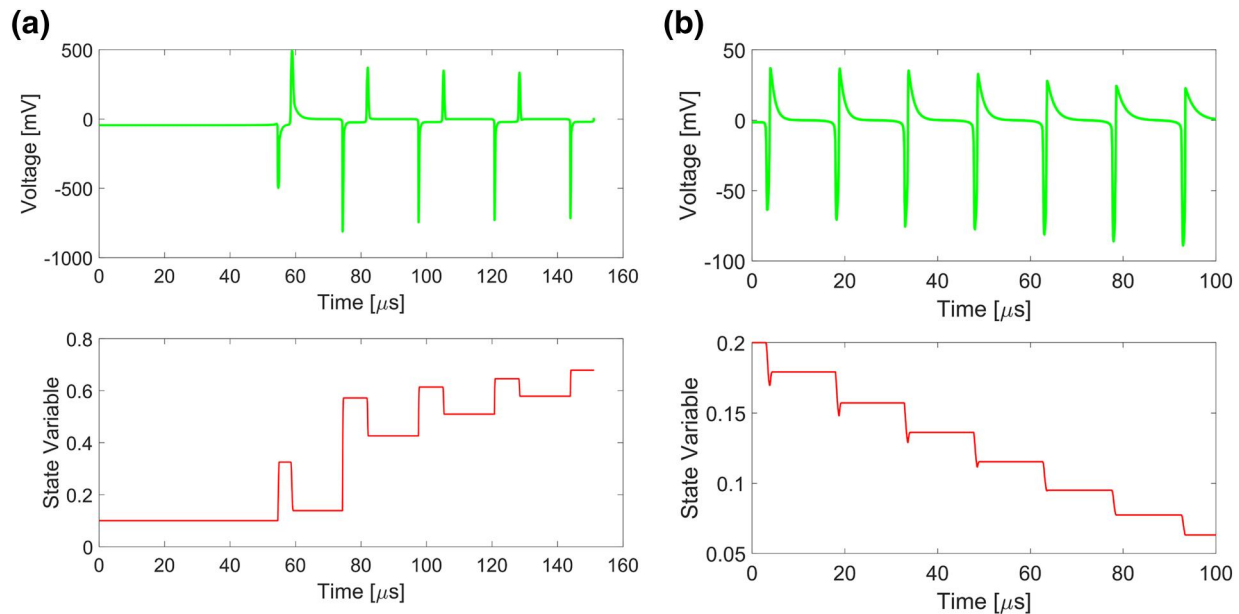 (a)
500
0
-500
-1000
Voltage [mV]
0 20 40 60 80 100 120 140 160
Time [μs]
0.8
0.6
0.4
0.2
0
State Variable
0 20 40 60 80 100 120 140 160
Time [μs]
(b)
50
0
-50
-100
Voltage [mV]
0 20 40 60 80 100
Time [μs]
0.2
0.15
0.1
0.05
State Variable
0 20 40 60 80 100
Time [μs]